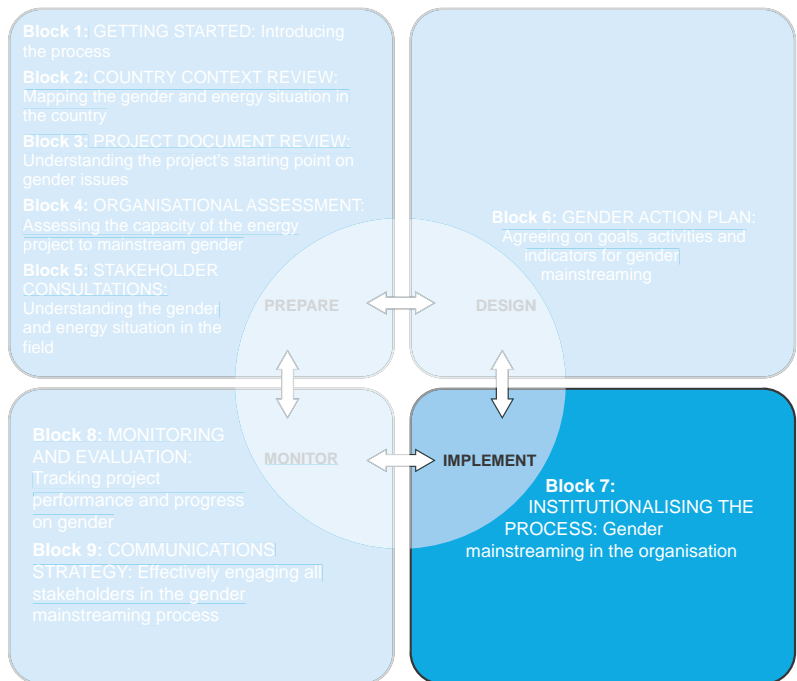 Block 1: GETTING STARTED: Introducing
the process
Block 2: COUNTRY CONTEXT REVIEW:
Mapping the gender and energy situation in
the country
Block 3: PROJECT DOCUMENT REVIEW:
Understanding the project's starting point on
gender issues
Block 4: ORGANISATIONAL ASSESSMENT:
Assessing the capacity of the energy
project to mainstream gender
Block 5: STAKEHOLDER
CONSULTATIONS:
Understanding the gender
and energy situation in the
field
PREPARE
Block 6: GENDER ACTION PLAN:
Agreeing on goals, activities and
indicators for gender
mainstreaming
DESIGN
Block 8: MONITORING
AND EVALUATION:
Tracking project
performance and progress
on gender
Block 9: COMMUNICATIONS
STRATEGY: Effectively engaging all
stakeholders in the gender
mainstreaming process
MONITOR
IMPLEMENT
Block 7:
INSTITUTIONALISING THE
PROCESS: Gender
mainstreaming in the organisation